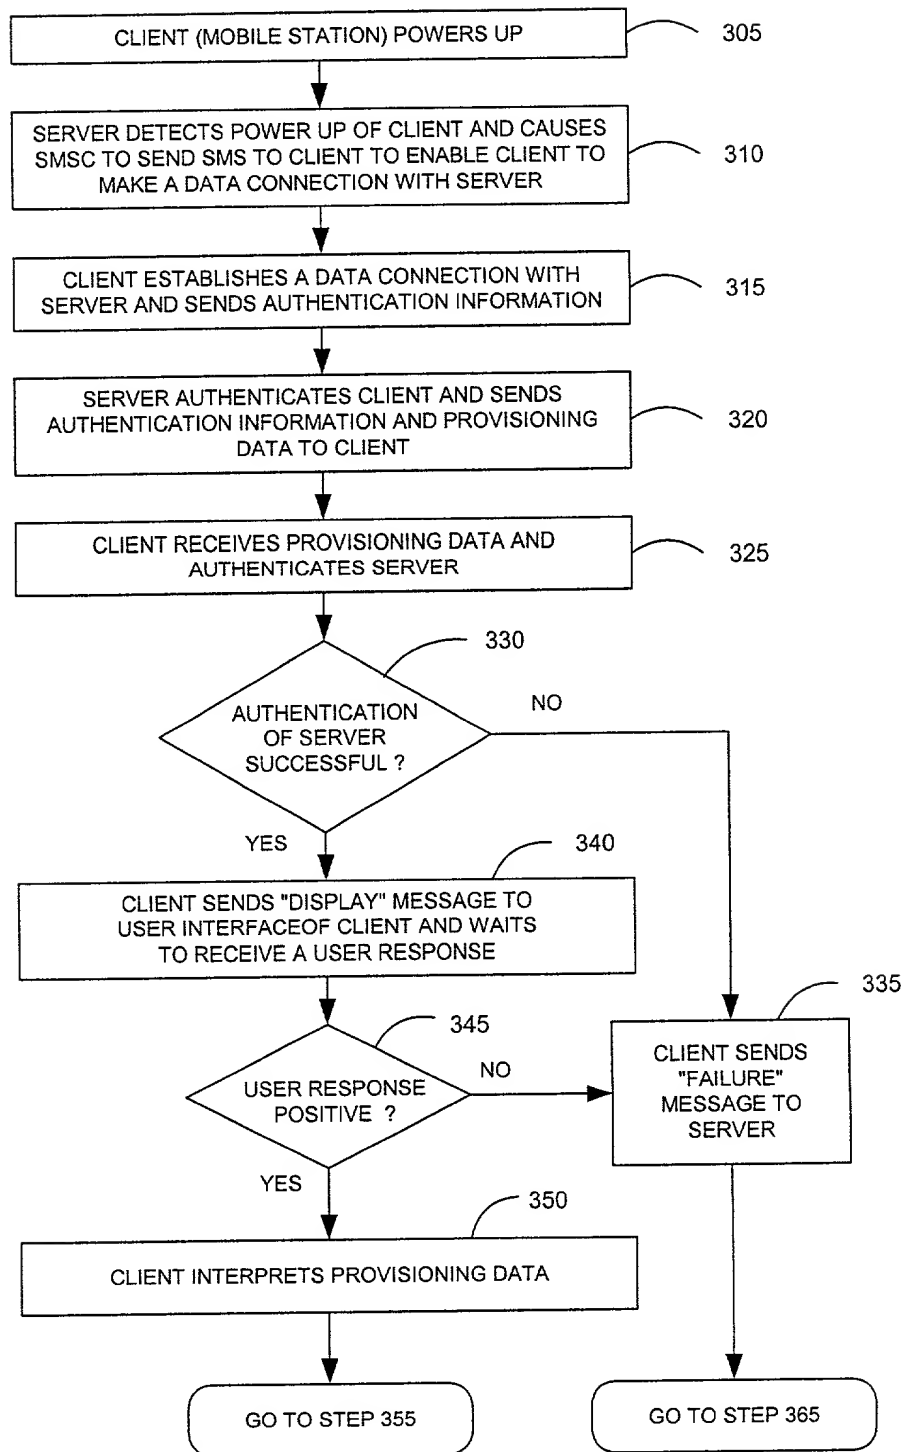 CLIENT (MOBILE STATION) POWERS UP
305
SERVER DETECTS POWER UP OF CLIENT AND CAUSES
SMSC TO SEND SMS TO CLIENT TO ENABLE CLIENT TO
MAKE A DATA CONNECTION WITH SERVER
310
CLIENT ESTABLISHES A DATA CONNECTION WITH
SERVER AND SENDS AUTHENTICATION INFORMATION
315
SERVER AUTHENTICATES CLIENT AND SENDS
AUTHENTICATION INFORMATION AND PROVISIONING
DATA TO CLIENT
320
CLIENT RECEIVES PROVISIONING DATA AND
AUTHENTICATES SERVER
325
330
AUTHENTICATION
OF SERVER
SUCCESSFUL ?
NO
YES
340
CLIENT SENDS "DISPLAY" MESSAGE TO
USER INTERFACEOF CLIENT AND WAITS
TO RECEIVE A USER RESPONSE
335
CLIENT SENDS
"FAILURE"
MESSAGE TO
SERVER
345
USER RESPONSE
POSITIVE ?
NO
YES
350
CLIENT INTERPRETS PROVISIONING DATA
GO TO STEP 355
GO TO STEP 365